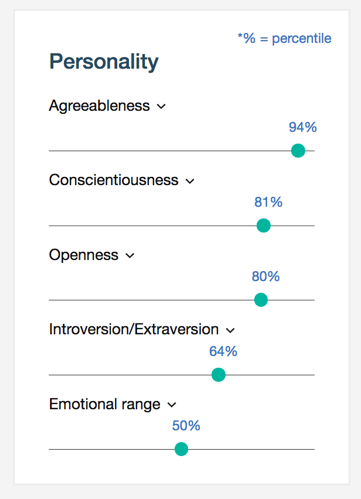 *% = percentile
Personality
Agreeableness
94%
Conscientiousness
81%
Openness
80%
Introversion/Extraversion
64%
Emotional range
50%